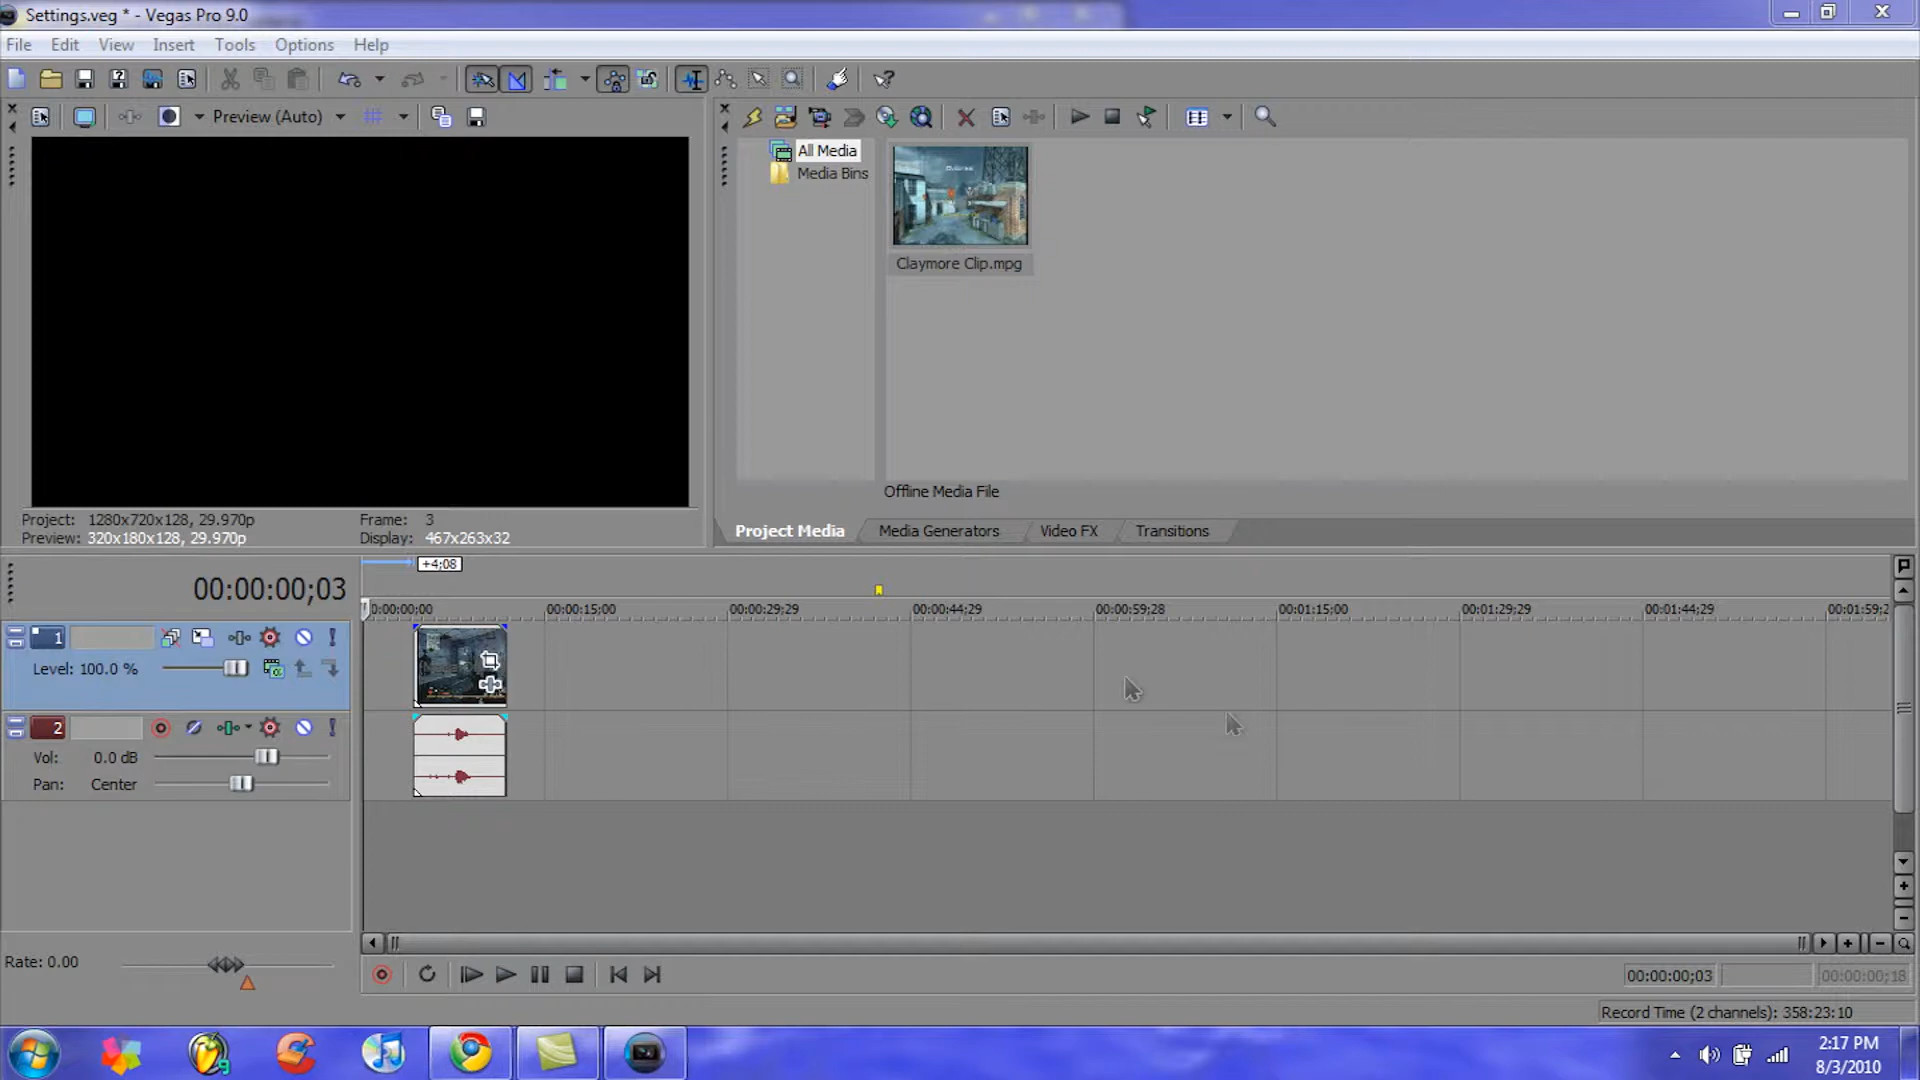 Settings.veg * - Vegas Pro 9.0
File Edit View Insert Tools Options Help
Preview (Auto)
All Media
Media Bins
Claymore Clip.mpg
Offline Media File
Project: 1280x720x128, 29.970p Frame: 3
Preview: 320x180x128, 29.970p Display: 467x263x32
Project Media Media Generators Video FX Transitions
+4;08
00:00:00;03
0:00:00;00 00:00:15;00 00:00:29;29 00:00:44;29 00:00:59;28 00:01:15;00 00:01:29;29 00:01:44;29 00:01:59;2
1
Level: 100.0 %
2
Vol: 0.0 dB
Pan: Center
Rate: 0.00
00:00:00;03 00:00:00;18
Record Time (2 channels): 358:23:10
2:17 PM
8/3/2010